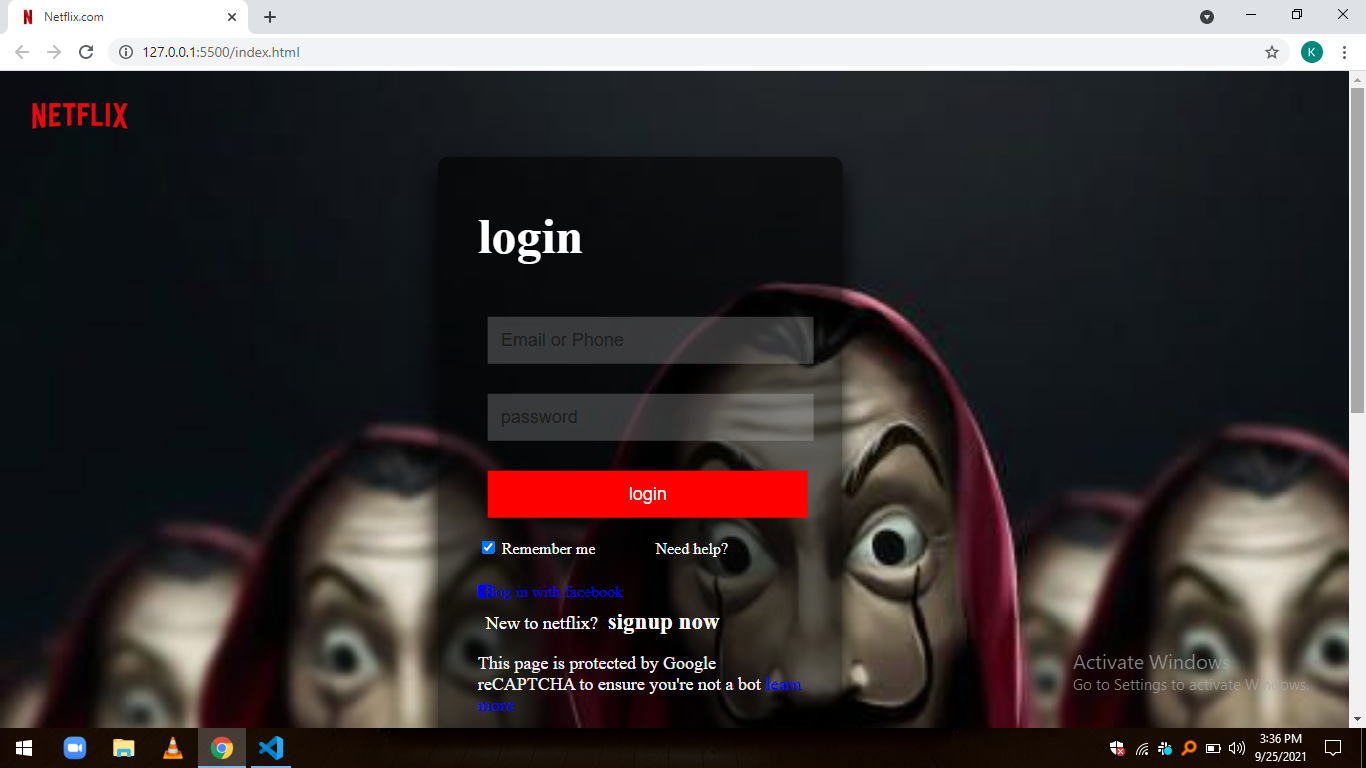 Netflix.com
127.0.0.1:5500/index.html
K
NETFLIX
login
Email or Phone
password
login
Remember me
Need help?
log in with facebook
New to netflix? signup now
This page is protected by Google
reCAPTCHA to ensure you're not a bot learn
more
Activate Windows
Go to Settings to activate Windows.
3:36 PM
9/25/2021